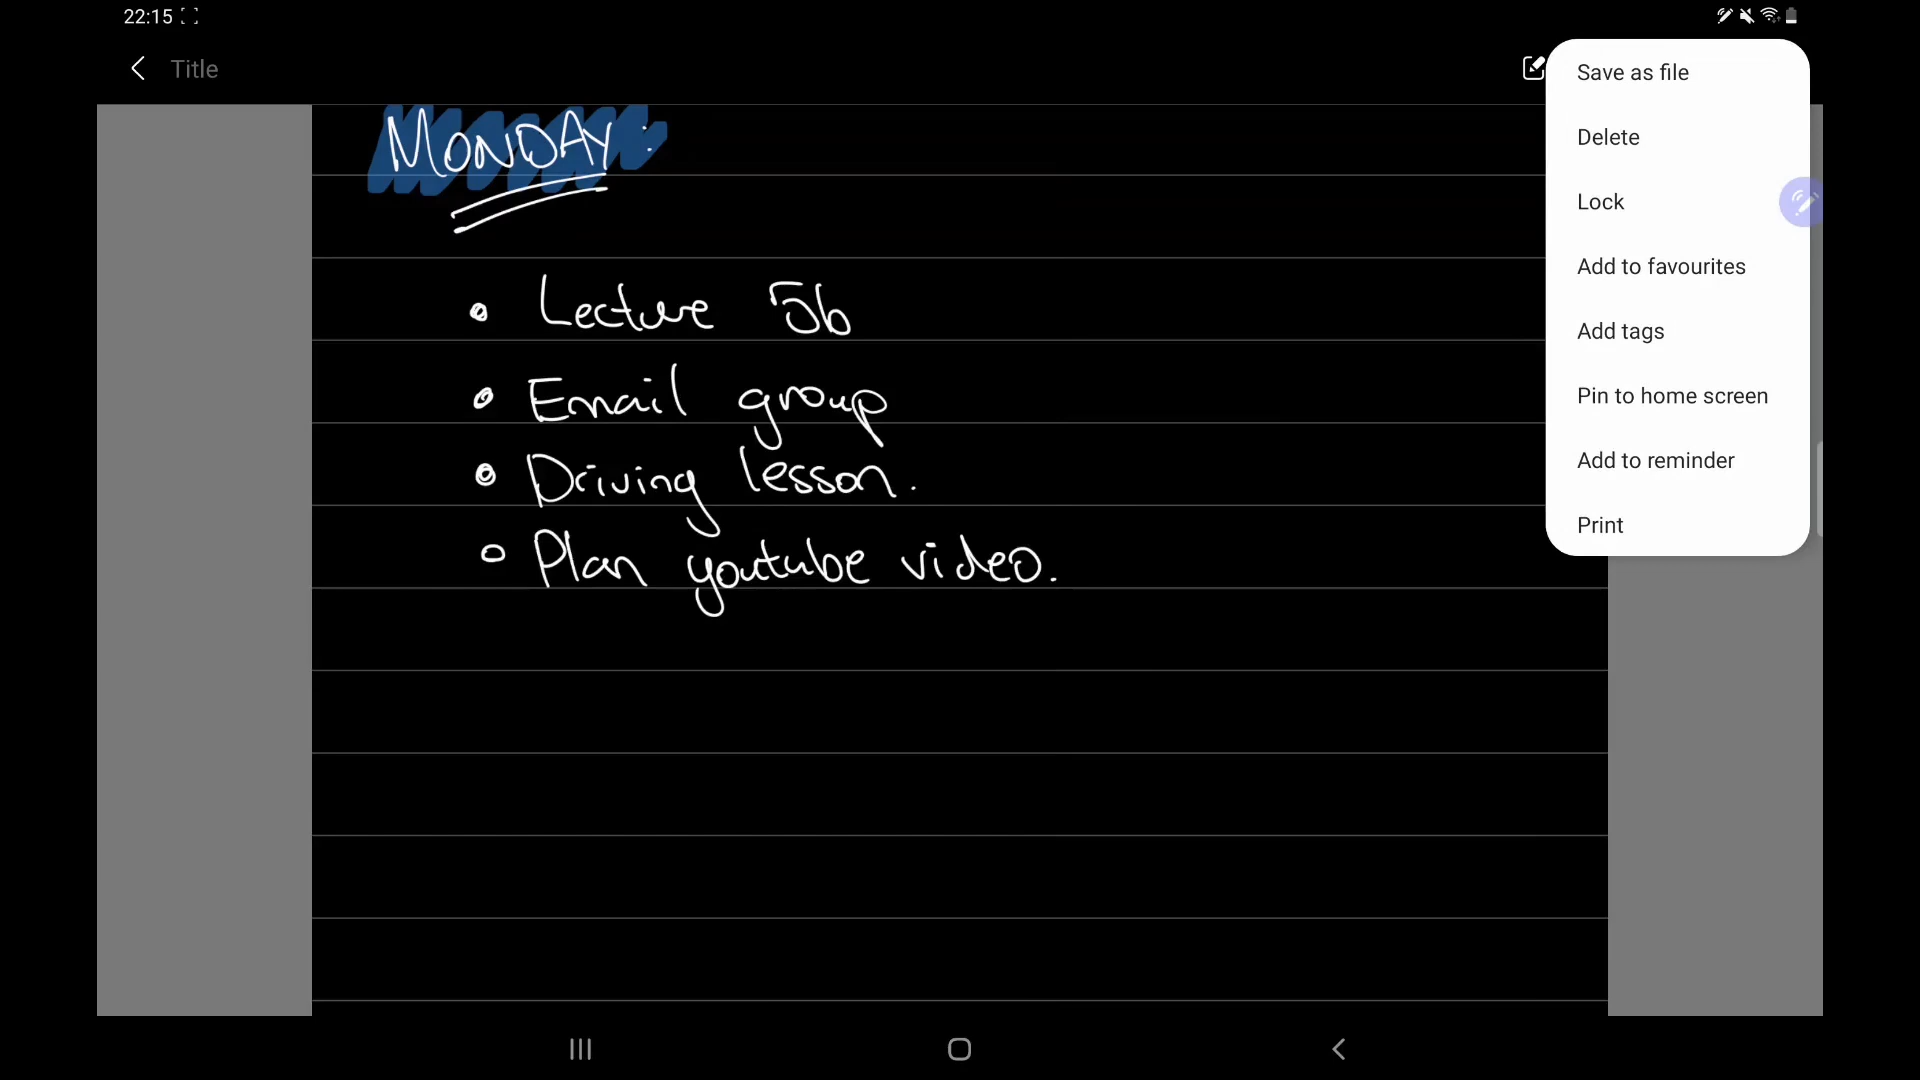 22:15
Title
Save as file
Delete
Lock
Add to favourites
Add tags
Pin to home screen
Add to reminder
Print
MONDAY:
• Lecture 5b
• Email group
• Driving lesson.
• Plan youtube video.